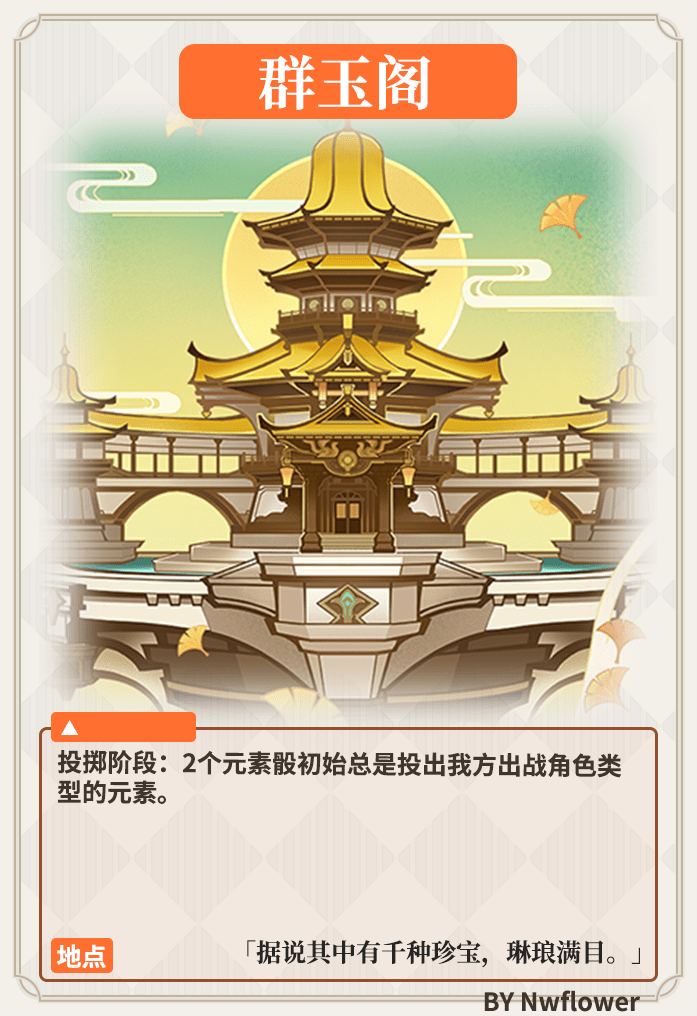 群玉阁
投掷阶段：2个元素骰初始总是投出我方出战角色类
型的元素。
地点
「据说其中有千种珍宝，琳琅满目。」
BY Nwflower